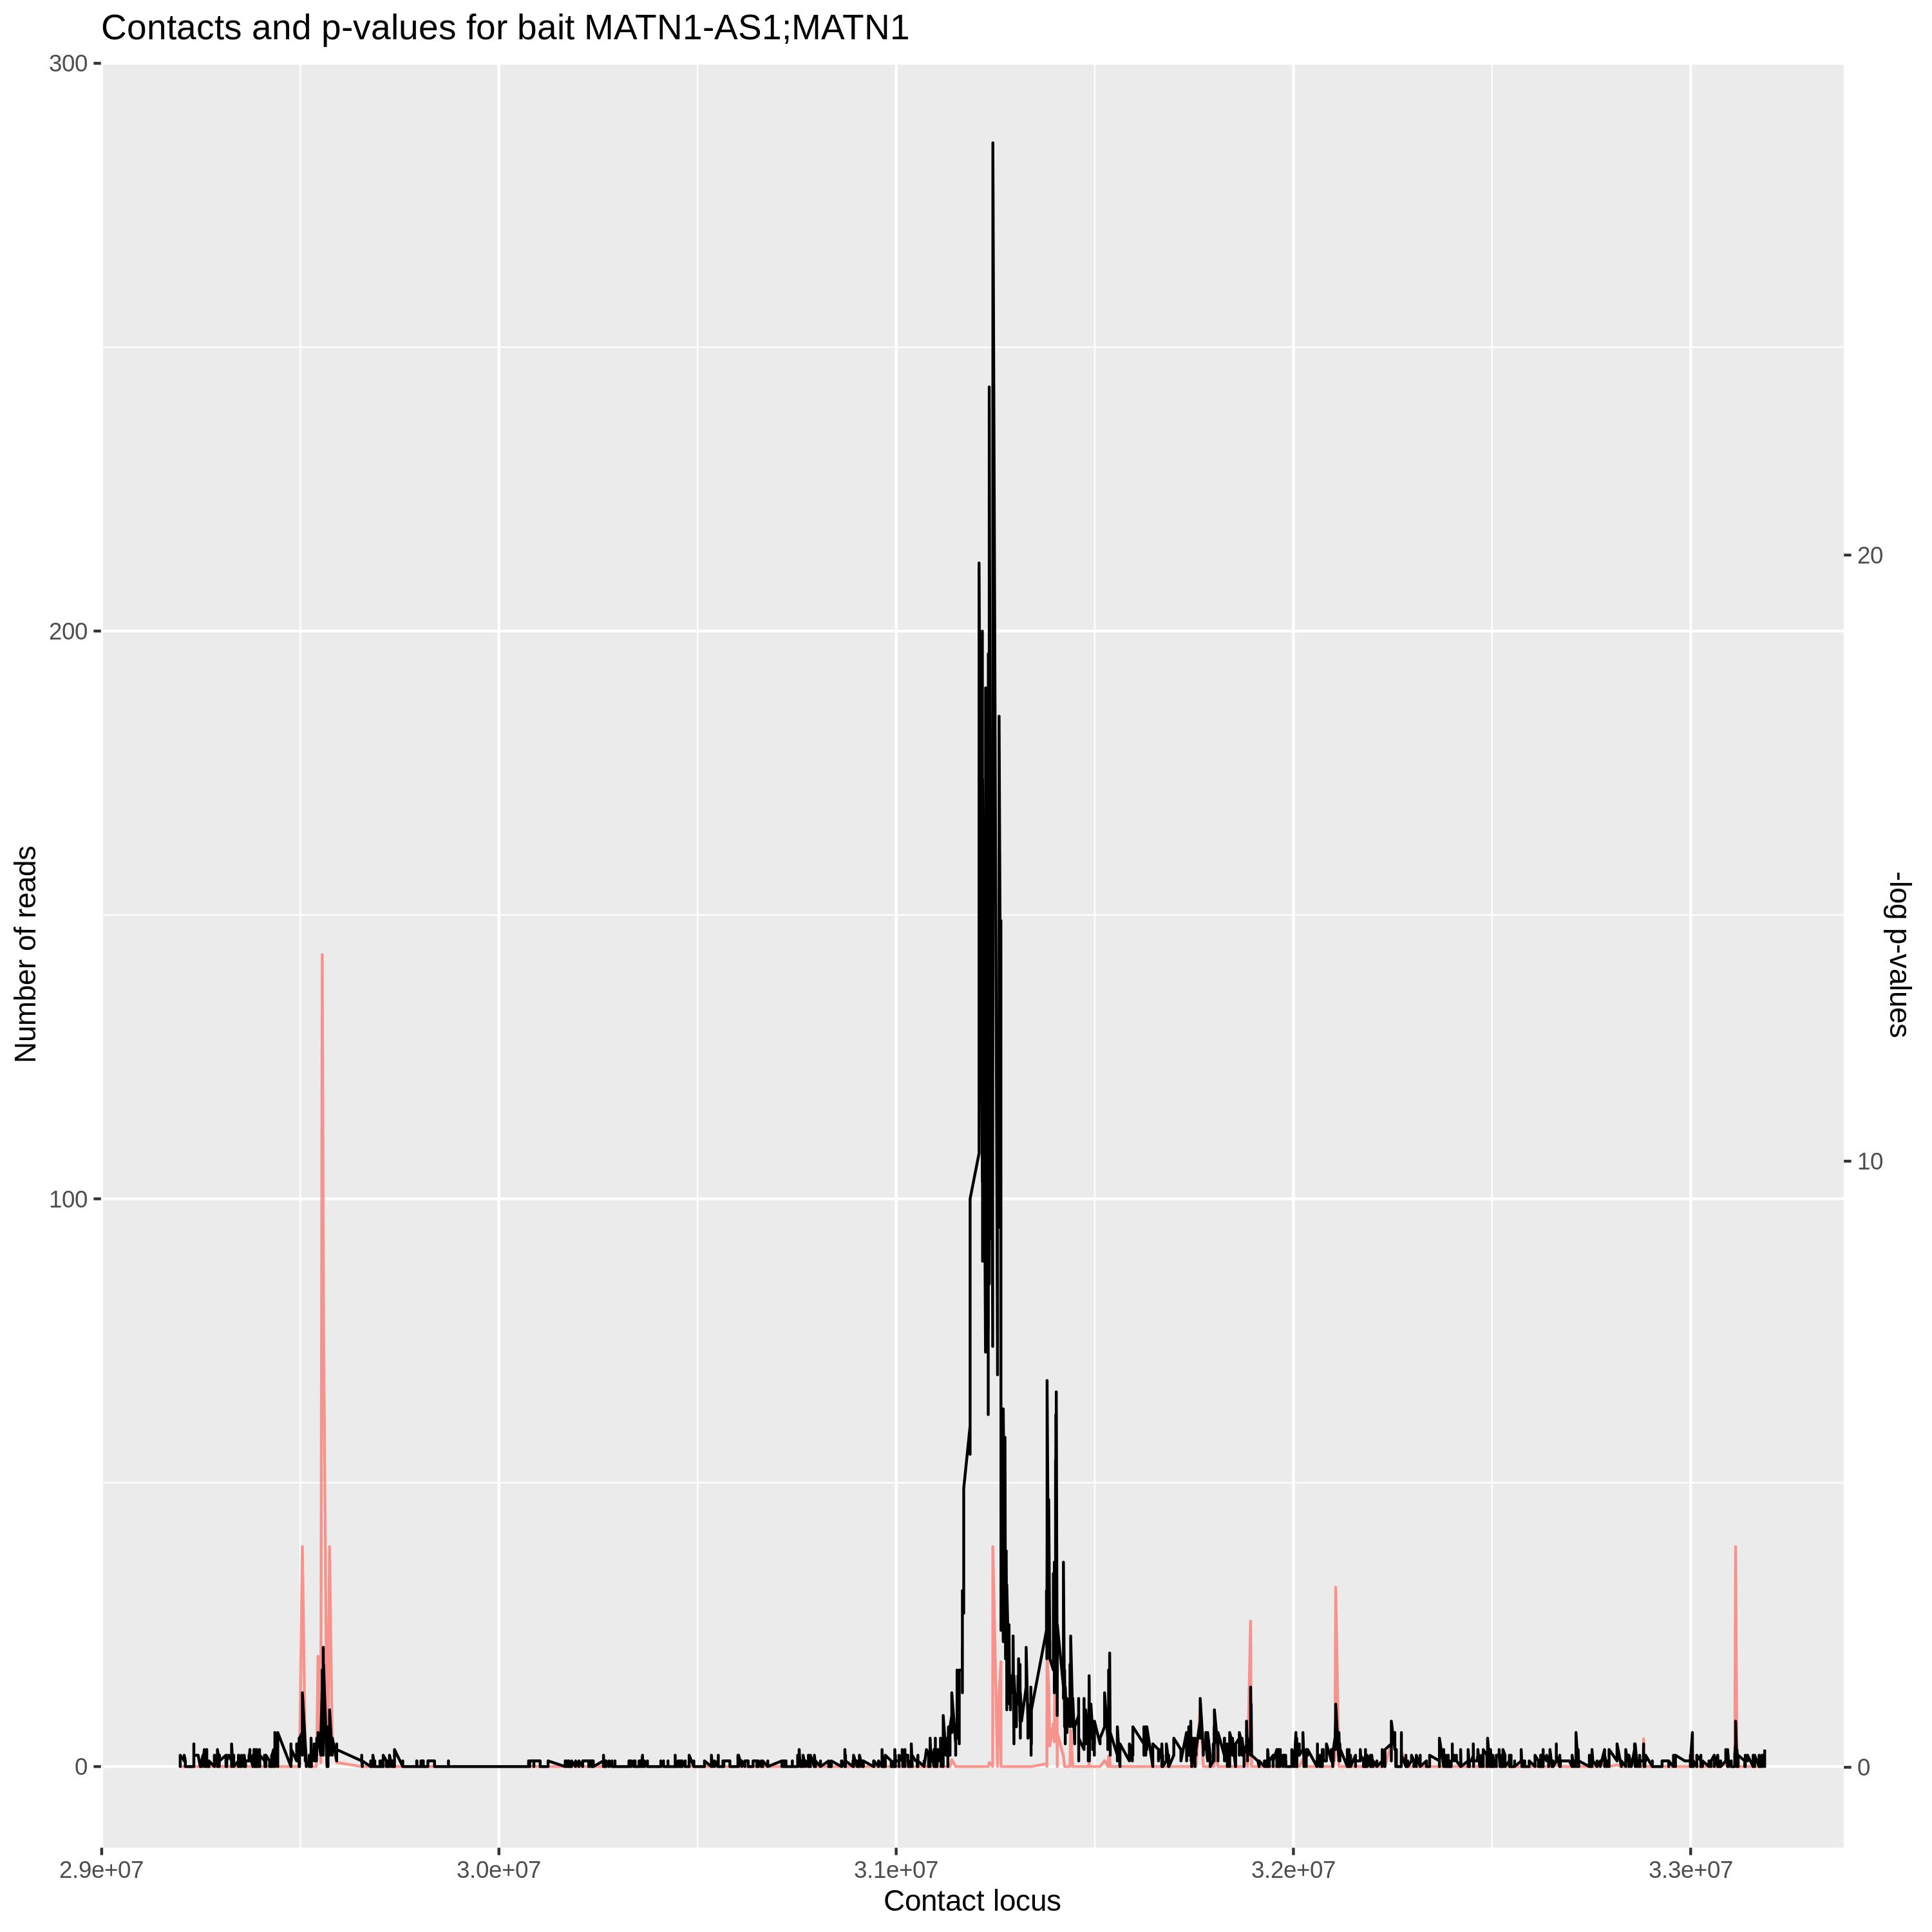 Contacts and p-values for bait MATN1-AS1;MATN1
300
200
100
0
Number of reads
20
10
0
-log p-values
2.9e+07
3.0e+07
3.1e+07
3.2e+07
3.3e+07
Contact locus